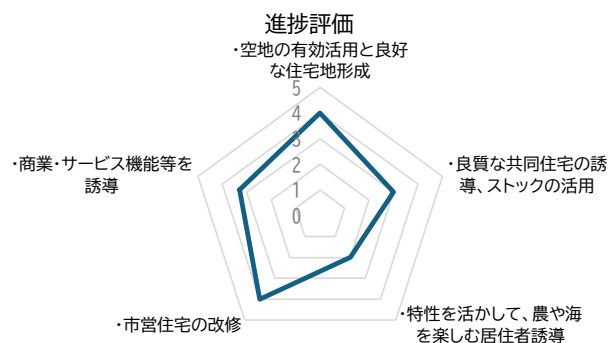 進捗評価
・空地の有効活用と良好
な住宅地形成
5
4
3
2
1
0
・良質な共同住宅の誘
導、ストックの活用
・特性を活かして、農や海
を楽しむ居住者誘導
・市営住宅の改修
・商業・サービス機能等を
誘導